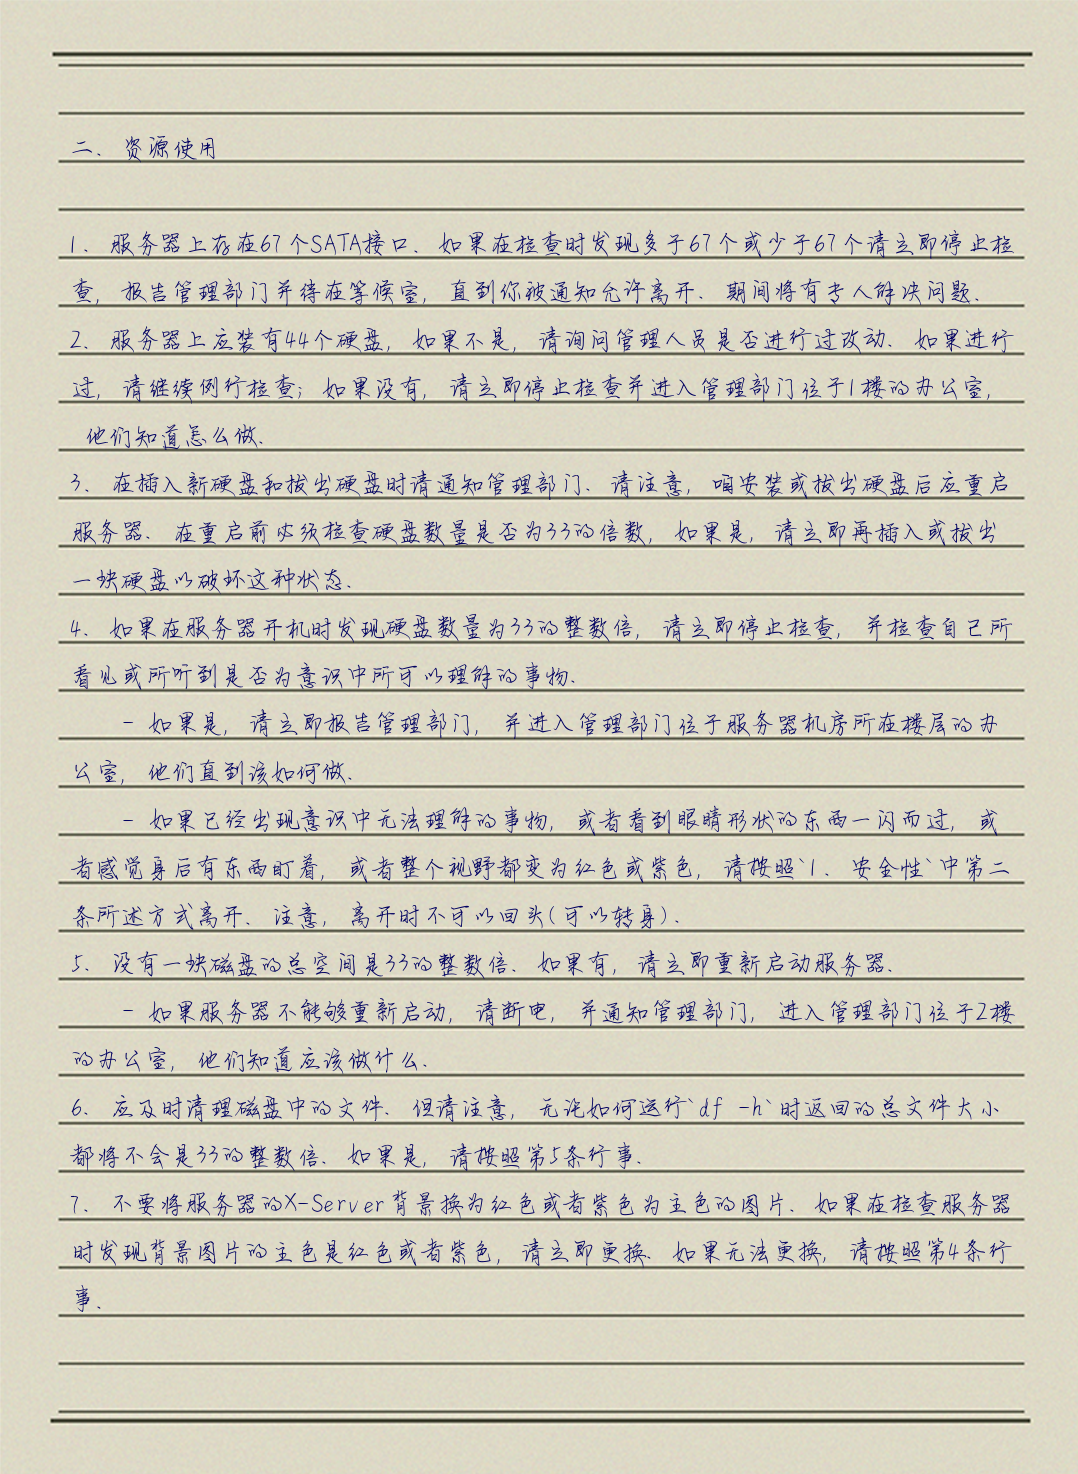 二. 资源使用
1. 服务器上存在67个SATA接口. 如果在检查时发现多于67个或少于67个请立即停止检
查, 报告管理部门并待在等候室, 直到你被通知允许离开. 期间将有专人解决问题.
2. 服务器上应装有44个硬盘, 如果不是, 请询问管理人员是否进行过改动. 如果进行
过, 请继续例行检查; 如果没有, 请立即停止检查并进入管理部门位于1楼的办公室,
他们知道怎么做.
3. 在插入新硬盘和拔出硬盘时请通知管理部门. 请注意, 咱安装或拔出硬盘后应重启
服务器. 在重启前必须检查硬盘数量是否为33的倍数, 如果是, 请立即再插入或拔出
一块硬盘以破坏这种状态.
4. 如果在服务器开机时发现硬盘数量为33的整数倍, 请立即停止检查, 并检查自己所
看见或所听到是否为意识中所可以理解的事物.
- 如果是, 请立即报告管理部门, 并进入管理部门位于服务器机房所在楼层的办
公室, 他们直到该如何做.
- 如果已经出现意识中无法理解的事物, 或者看到眼睛形状的东西一闪而过, 或
者感觉身后有东西盯着, 或者整个视野都变为红色或紫色, 请按照`1. 安全性`中第二
条所述方式离开. 注意, 离开时不可以回头(可以转身).
5. 没有一块磁盘的总空间是33的整数倍. 如果有, 请立即重新启动服务器.
- 如果服务器不能够重新启动, 请断电, 并通知管理部门, 进入管理部门位于2楼
的办公室, 他们知道应该做什么.
6. 应及时清理磁盘中的文件. 但请注意, 无论如何运行`df -h`时返回的总文件大小
都将不会是33的整数倍. 如果是, 请按照第5条行事.
7. 不要将服务器的X-Server背景换为红色或者紫色为主色的图片. 如果在检查服务器
时发现背景图片的主色是红色或者紫色, 请立即更换. 如果无法更换, 请按照第4条行
事.